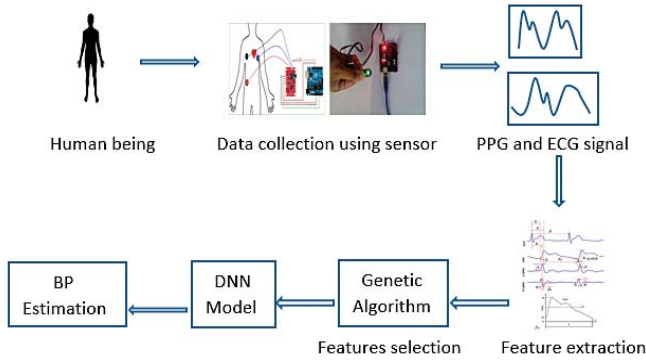 Human being
Data collection using sensor
PPG and ECG signal
BP
Estimation
DNN
Model
Genetic
Algorithm
Features selection
Feature extraction